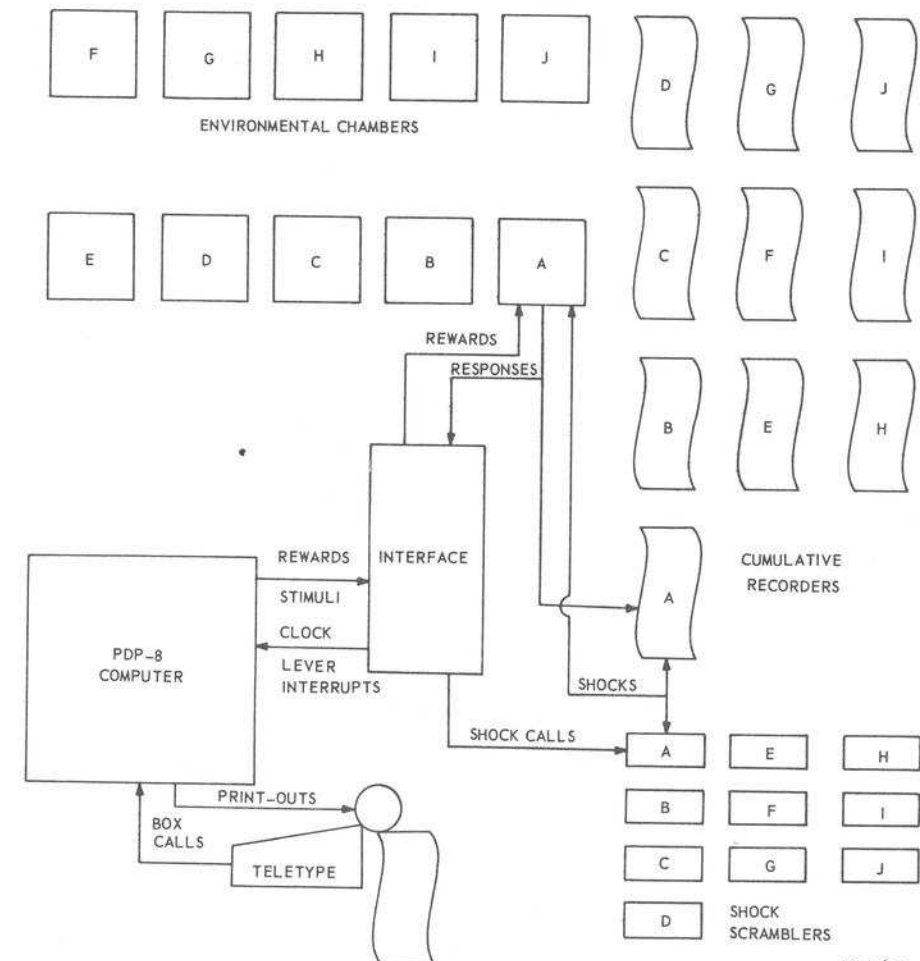 F G H I J D G J
ENVIRONMENTAL CHAMBERS
E D C B A C F I
REWARDS
RESPONSES
B E H
INTERFACE
REWARDS
STIMULI
CLOCK
LEVER
INTERRUPTS
PDP-8
COMPUTER
A
CUMULATIVE
RECORDERS
SHOCKS
SHOCK CALLS
A E H
B F I
C G J
D
SHOCK
SCRAMBLERS
PRINT-OUTS
BOX
CALLS
TELETYPE